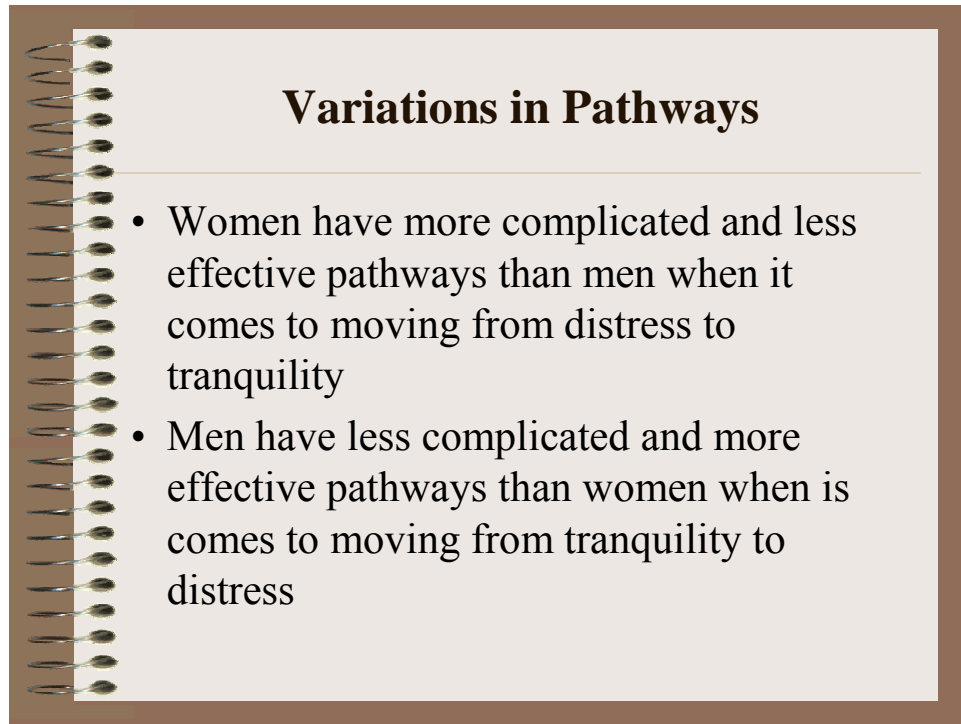 Variations in Pathways
• Women have more complicated and less
effective pathways than men when it
comes to moving from distress to
tranquility
• Men have less complicated and more
effective pathways than women when is
comes to moving from tranquility to
distress